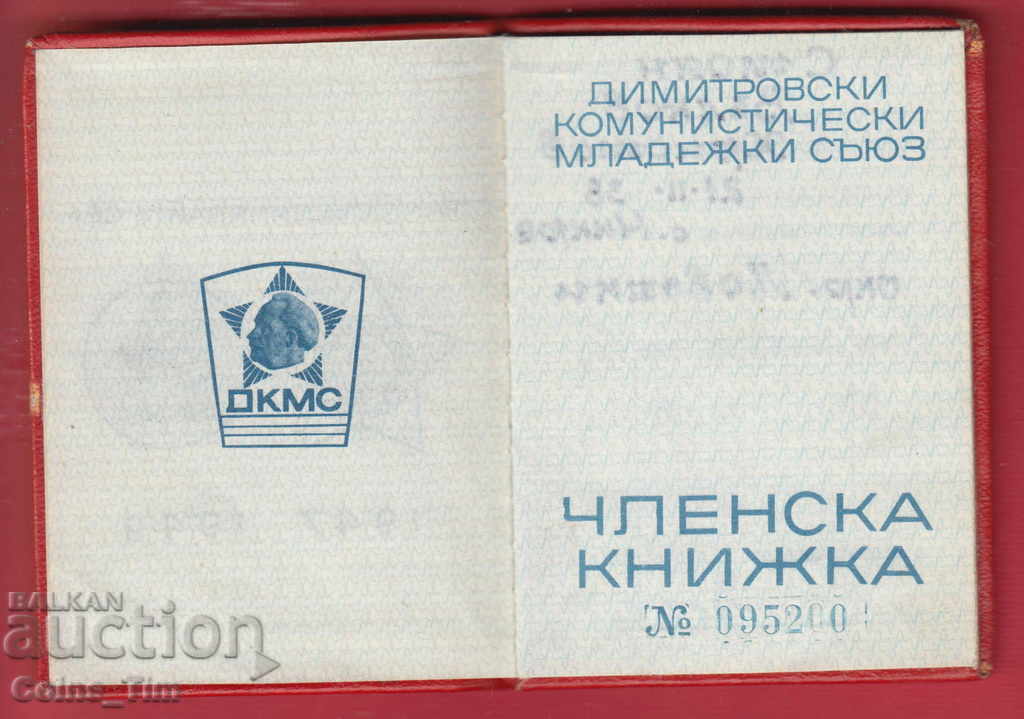 ДКМС
ДИМИТРОВСКИ
КОМУНИСТИЧЕСКИ
МЛАДЕЖКИ СЪЮЗ
ЧЛЕНСКА
КНИЖКА
№ 095200
BALKAN
auction
Coins_Tim